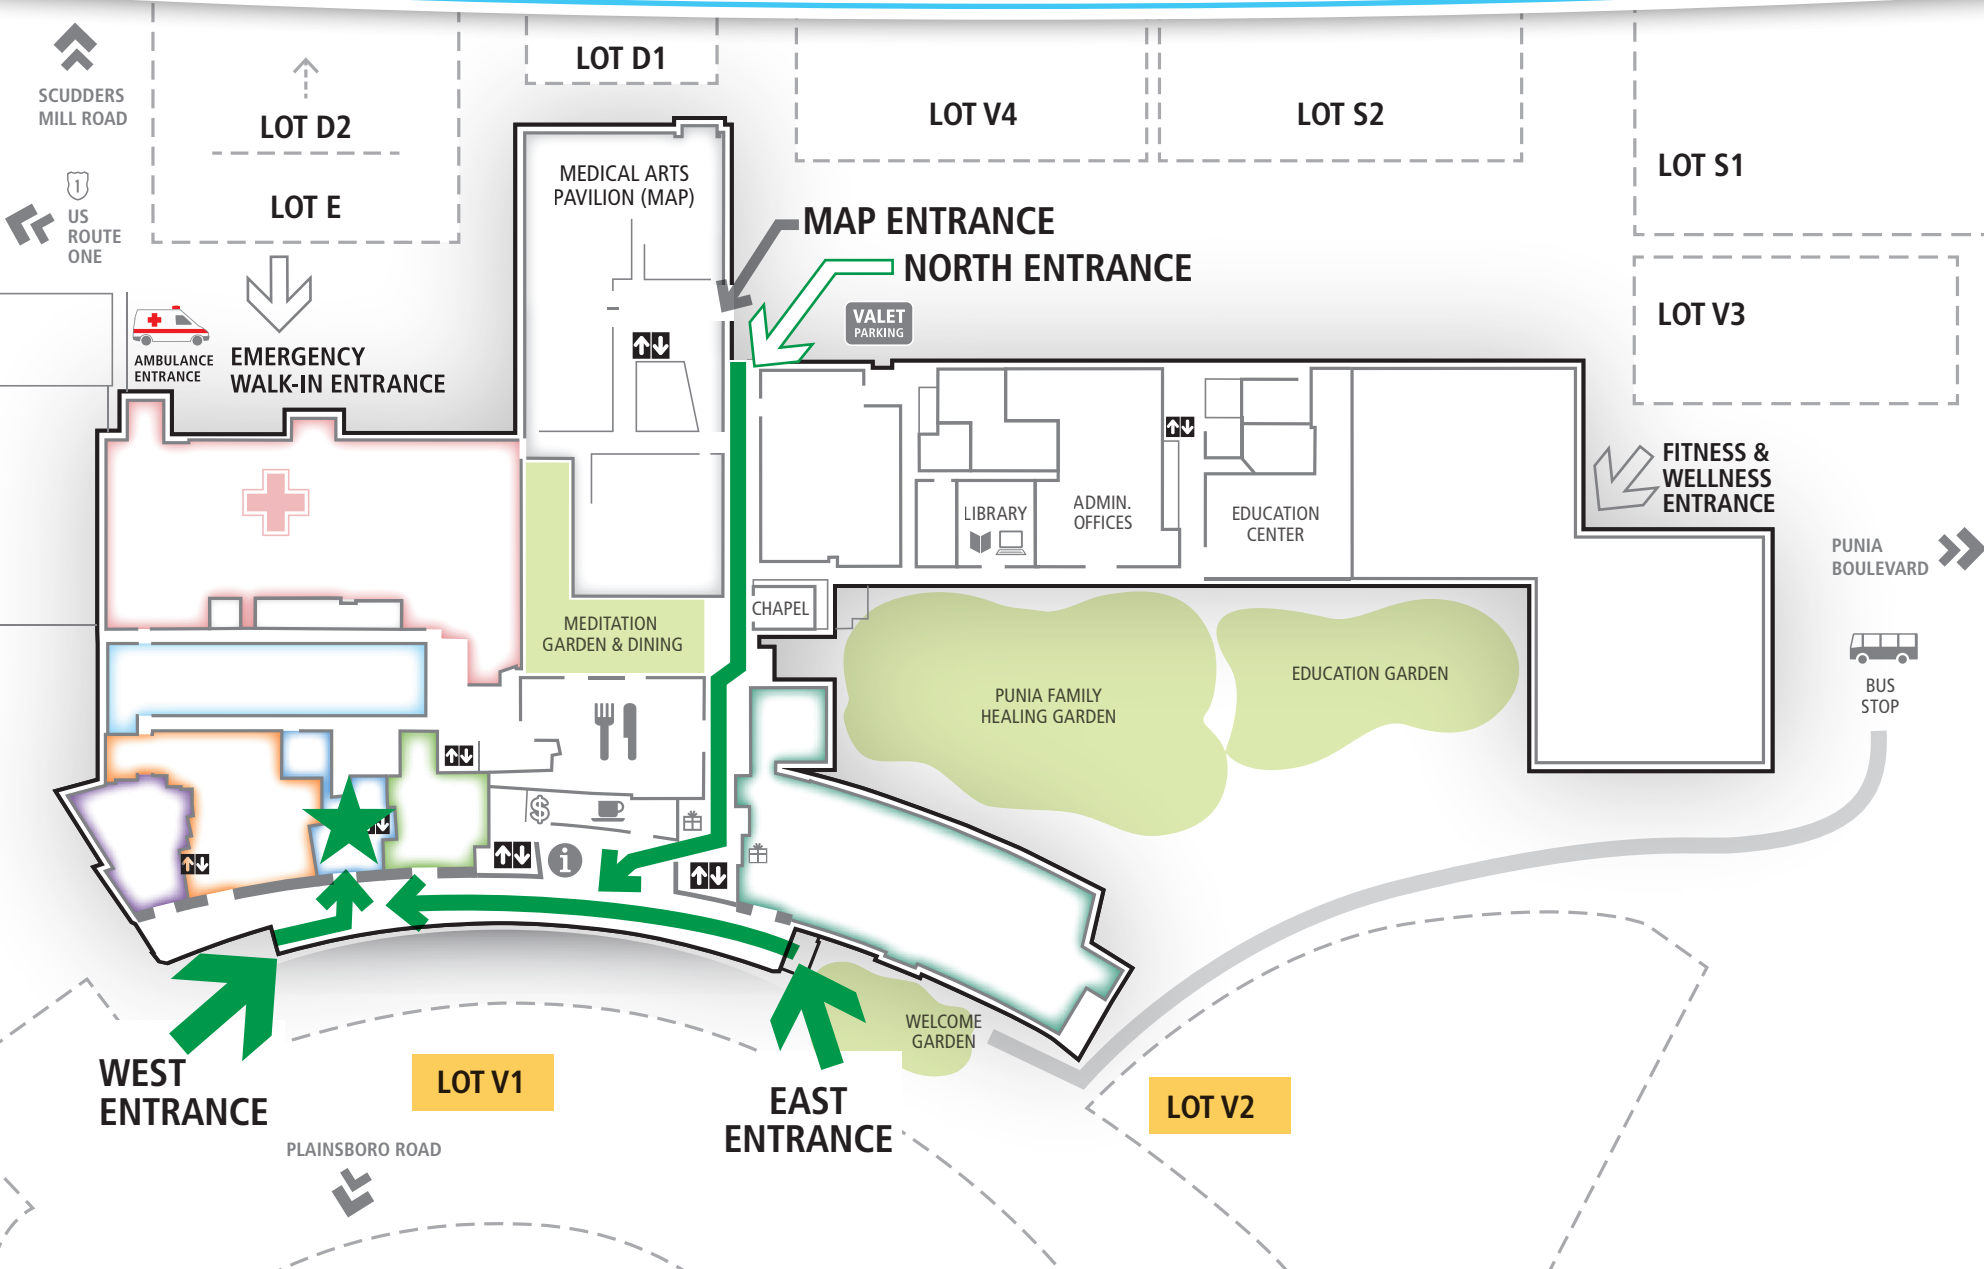 SCUDDERS
MILL ROAD
LOT D2
LOT E
LOT D1
LOT V4
LOT S2
LOT S1
1
US
ROUTE
ONE
MEDICAL ARTS
PAVILION (MAP)
MAP ENTRANCE
NORTH ENTRANCE
VALET
PARKING
LOT V3
AMBULANCE
ENTRANCE
EMERGENCY
WALK-IN ENTRANCE
FITNESS &
WELLNESS
ENTRANCE
LIBRARY
ADMIN.
OFFICES
EDUCATION
CENTER
PUNIA
BOULEVARD
CHAPEL
MEDITATION
GARDEN & DINING
PUNIA FAMILY
HEALING GARDEN
EDUCATION GARDEN
BUS
STOP
$
i
WELCOME
GARDEN
WEST
ENTRANCE
LOT V1
EAST
ENTRANCE
LOT V2
PLAINSBORO ROAD